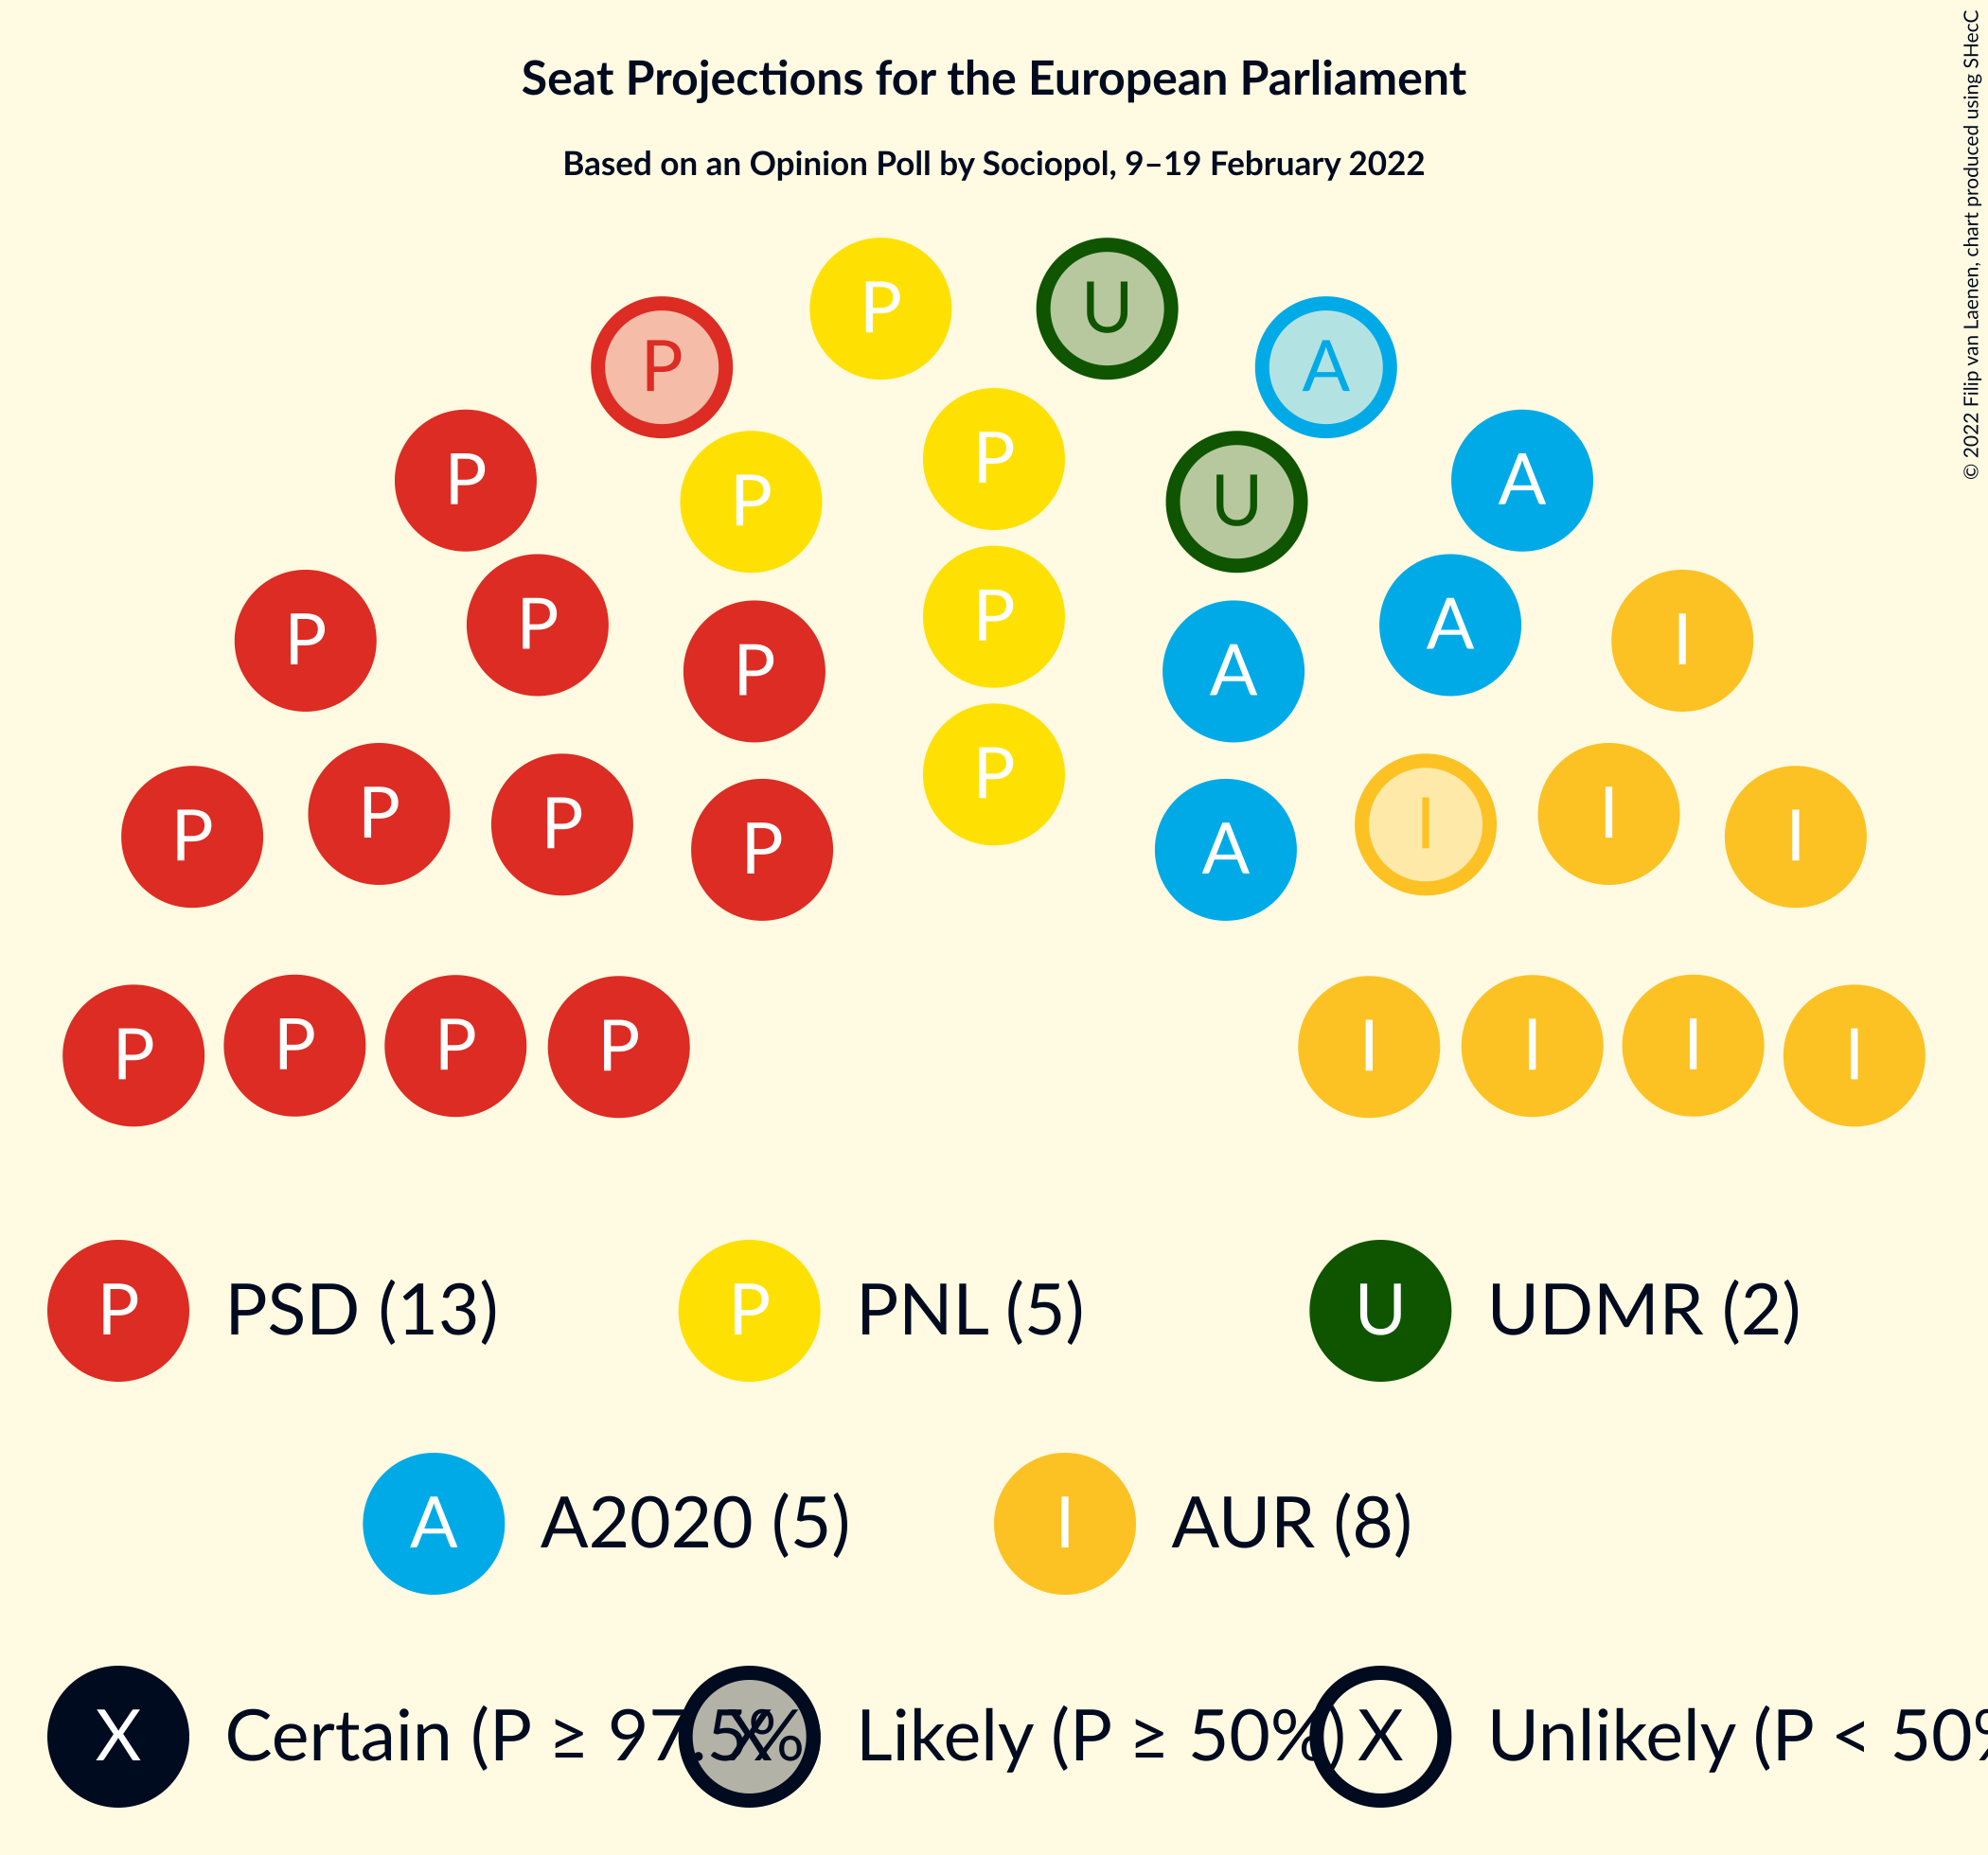 Seat Projections for the European Parliament
Based on an Opinion Poll by Sociopol, 9–19 February 2022
© 2022 Filip van Laenen, chart produced using SHecC
P U
P A
P
P P U A
P
P P P A A I
P
P P P P A I I I
P P P P I I I I
P PSD (13) P PNL (5) U UDMR (2)
A A2020 (5) I AUR (8)
X Certain (P ≥ 97.5% X Likely (P ≥ 50%) X Unlikely (P < 50%